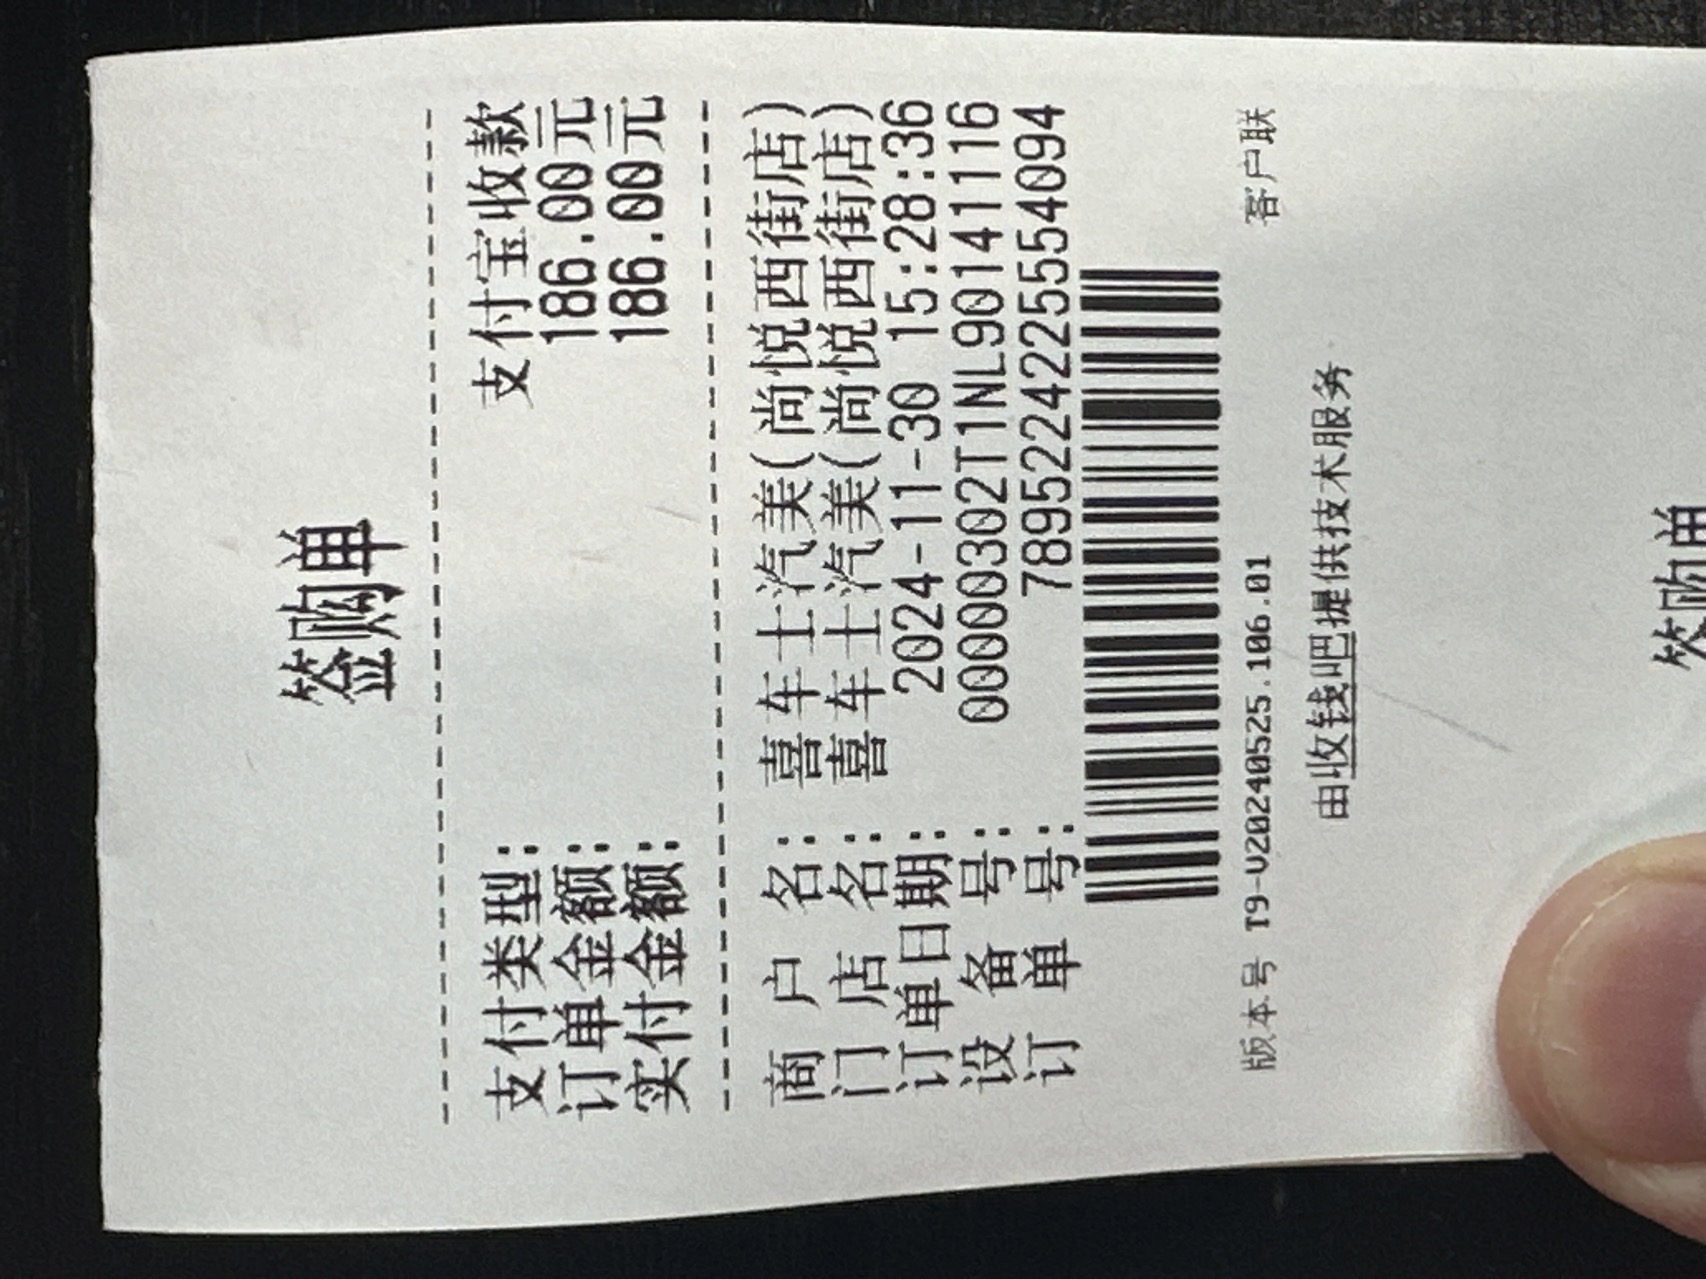 签购单
支付类型: 支付宝收款
订单金额: 186.00元
实付金额: 186.00元
商 户 名: 喜车士汽美(尚悦西街店)
门 店 名: 喜车士汽美(尚悦西街店)
订单日期: 2024-11-30 15:28:36
设 备 号: 00000302T1NL90141116
订 单 号: 7895224225554094
版本号 T9-V20240525.106.01 客户联
由收钱吧提供技术服务
签购单